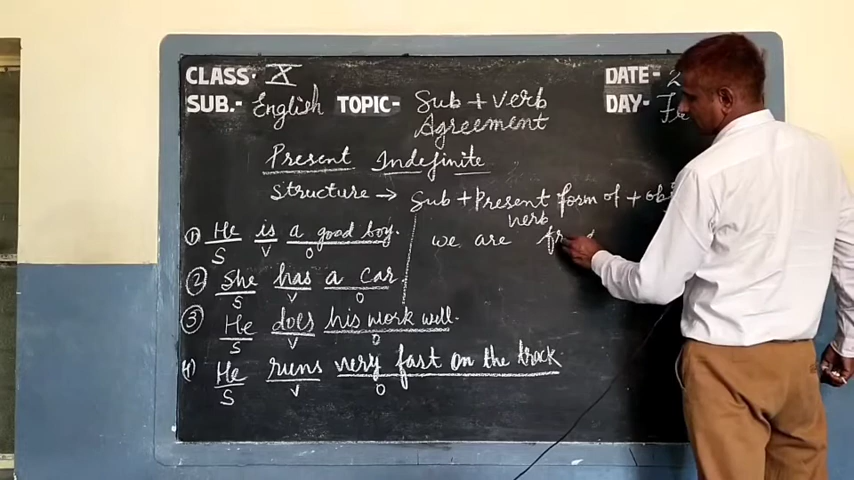 CLASS- X
SUB.- English TOPIC- Sub + verb Agreement
DATE- 2
DAY-
Present Indefinite
Structure → Sub + Present form of verb + ob
① He is a good boy.
S V O
we are
② She has a car
S V O
③ He does his work well.
S V O
④ He runs very fast on the track
S V O